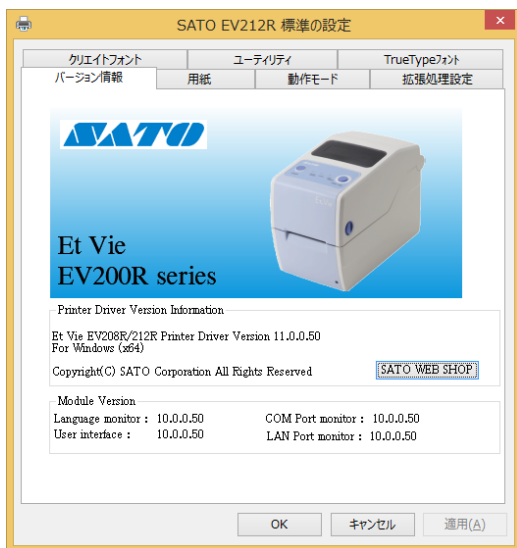 SATO EV212R 標準の設定
クリエイトフォント ユーティリティ TrueTypeフォント
バージョン情報 用紙 動作モード 拡張処理設定
SATO
Et Vie
EV200R series
Printer Driver Version Information
Et Vie EV208R/212R Printer Driver Version 11.0.0.50
For Windows (x64)
Copyright(C) SATO Corporation All Rights Reserved SATO WEB SHOP
Module Version
Language monitor : 10.0.0.50 COM Port monitor : 10.0.0.50
User interface : 10.0.0.50 LAN Port monitor : 10.0.0.50
OK キャンセル 適用(A)